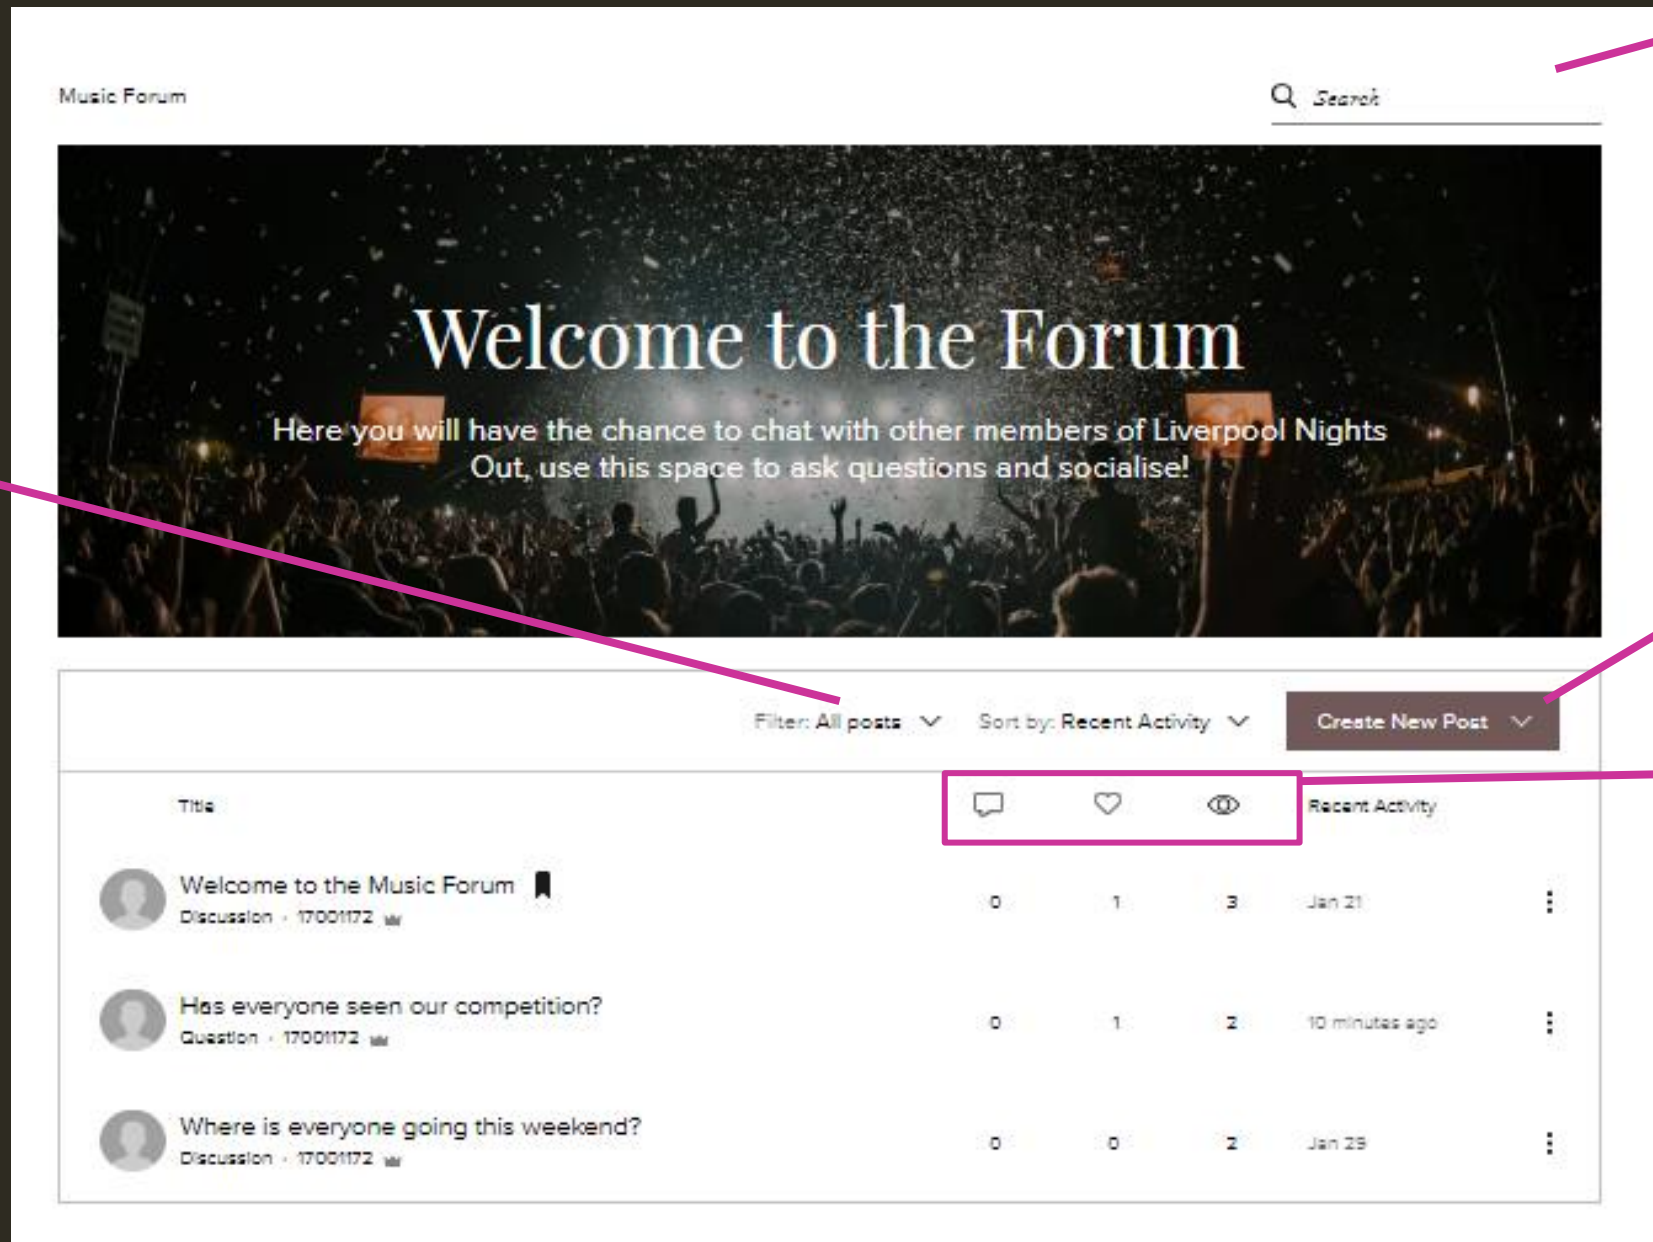 Music Forum
Search
Welcome to the Forum
Here you will have the chance to chat with other members of Liverpool Nights
Out, use this space to ask questions and socialise!
Filter: All posts Sort by: Recent Activity Create New Post
Title Recent Activity
Welcome to the Music Forum
Discussion · 17001172
0 1 3 Jan 21
Has everyone seen our competition?
Question · 17001172
0 1 2 10 minutes ago
Where is everyone going this weekend?
Discussion · 17001172
0 0 2 Jan 29